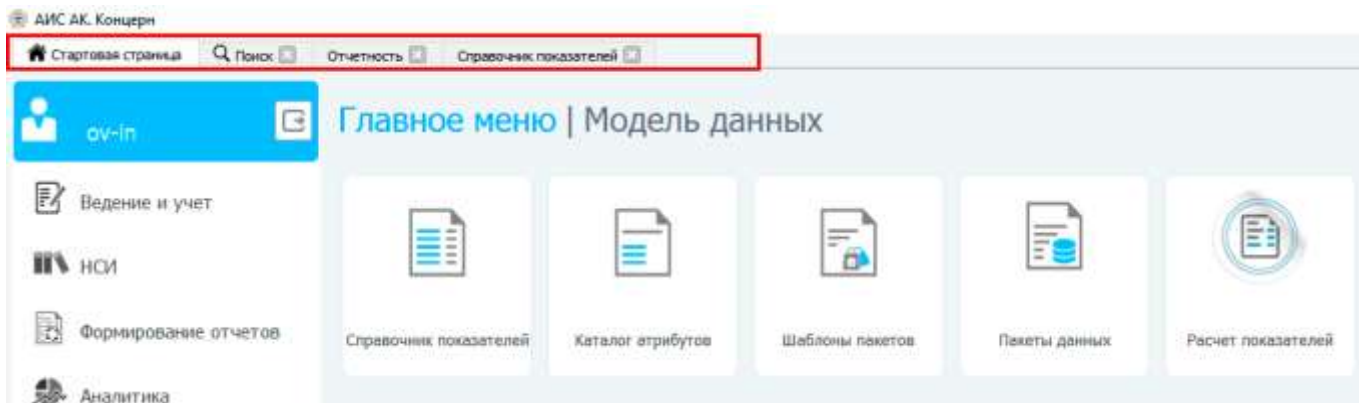 АИС АК. Концерн
Стартовая страница Поиск Отчетность Справочник показателей
ov-in
Главное меню | Модель данных
Ведение и учет
НСИ
Формирование отчетов
Аналитика
Справочник показателей Каталог атрибутов Шаблоны пакетов Пакеты данных Расчет показателей